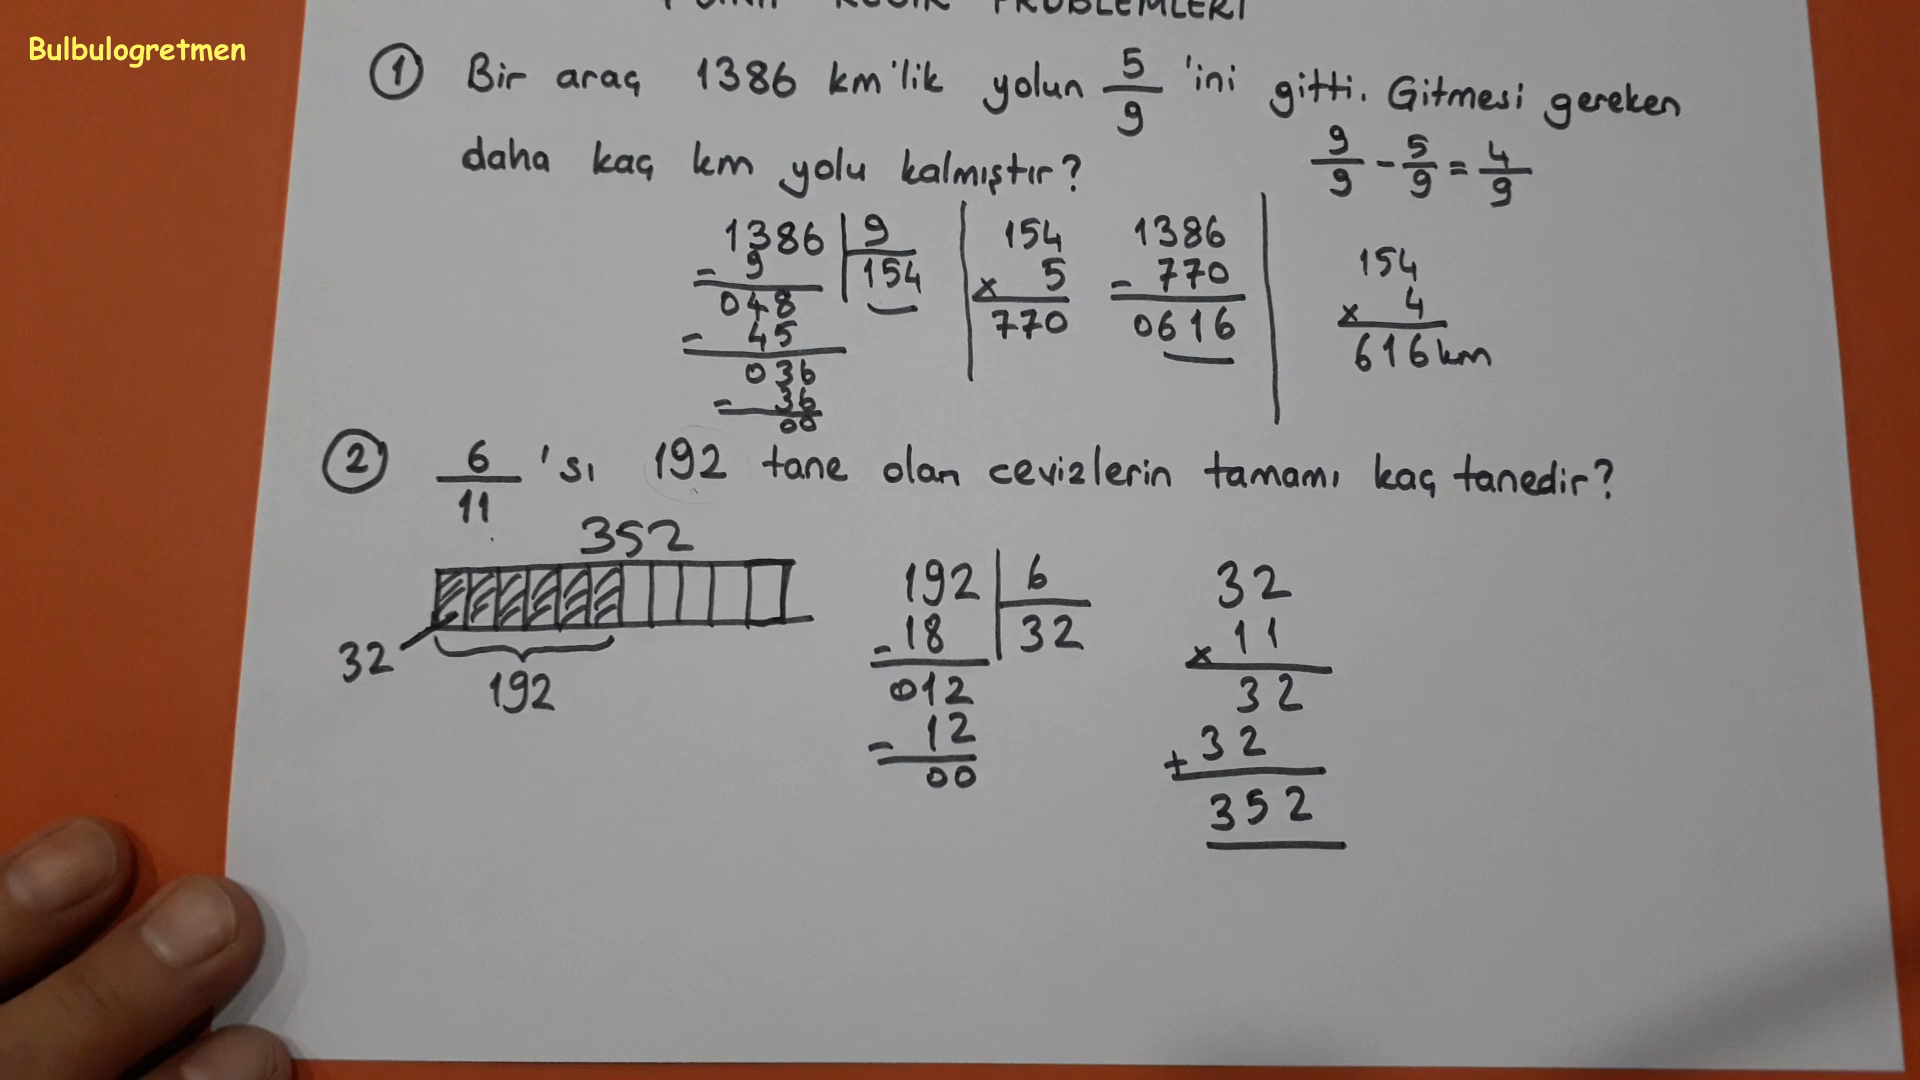 Bulbulogretmen
KESİR PROBLEMLERİ
1 Bir araç 1386 km'lik yolun 5/9 'ini gitti. Gitmesi gereken
daha kaç km yolu kalmıştır?
9/9 - 5/9 = 4/9
1386 | 9
154
- 9
048
- 45
036
- 36
00
154
x 5
770
1386
- 770
0616
154
x 4
616 km
2 6/11 'sı 192 tane olan cevizlerin tamamı kaç tanedir?
352
32
192
192 | 6
32
- 18
012
- 12
00
32
x 11
32
+ 32
352